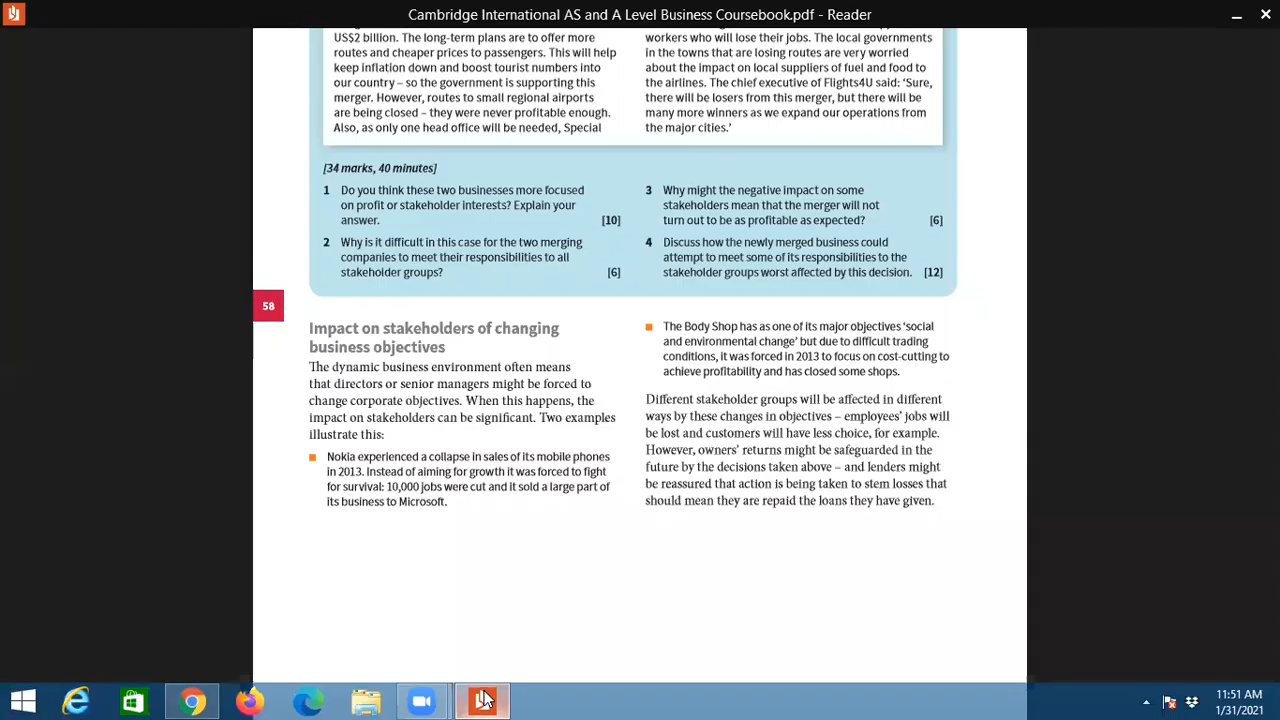 Cambridge International AS and A Level Business Coursebook.pdf - Reader
US$2 billion. The long-term plans are to offer more
routes and cheaper prices to passengers. This will help
keep inflation down and boost tourist numbers into
our country – so the government is supporting this
merger. However, routes to small regional airports
are being closed – they were never profitable enough.
Also, as only one head office will be needed, Special
workers who will lose their jobs. The local governments
in the towns that are losing routes are very worried
about the impact on local suppliers of fuel and food to
the airlines. The chief executive of Flights4U said: ‘Sure,
there will be losers from this merger, but there will be
many more winners as we expand our operations from
the major cities.’
[34 marks, 40 minutes]
1 Do you think these two businesses more focused
on profit or stakeholder interests? Explain your
answer. [10]
2 Why is it difficult in this case for the two merging
companies to meet their responsibilities to all
stakeholder groups? [6]
3 Why might the negative impact on some
stakeholders mean that the merger will not
turn out to be as profitable as expected? [6]
4 Discuss how the newly merged business could
attempt to meet some of its responsibilities to the
stakeholder groups worst affected by this decision. [12]
58
Impact on stakeholders of changing
business objectives
The dynamic business environment often means
that directors or senior managers might be forced to
change corporate objectives. When this happens, the
impact on stakeholders can be significant. Two examples
illustrate this:
■ Nokia experienced a collapse in sales of its mobile phones
in 2013. Instead of aiming for growth it was forced to fight
for survival: 10,000 jobs were cut and it sold a large part of
its business to Microsoft.
■ The Body Shop has as one of its major objectives ‘social
and environmental change’ but due to difficult trading
conditions, it was forced in 2013 to focus on cost-cutting to
achieve profitability and has closed some shops.
Different stakeholder groups will be affected in different
ways by these changes in objectives – employees’ jobs will
be lost and customers will have less choice, for example.
However, owners’ returns might be safeguarded in the
future by the decisions taken above – and lenders might
be reassured that action is being taken to stem losses that
should mean they are repaid the loans they have given.
11:51 AM
1/31/2021